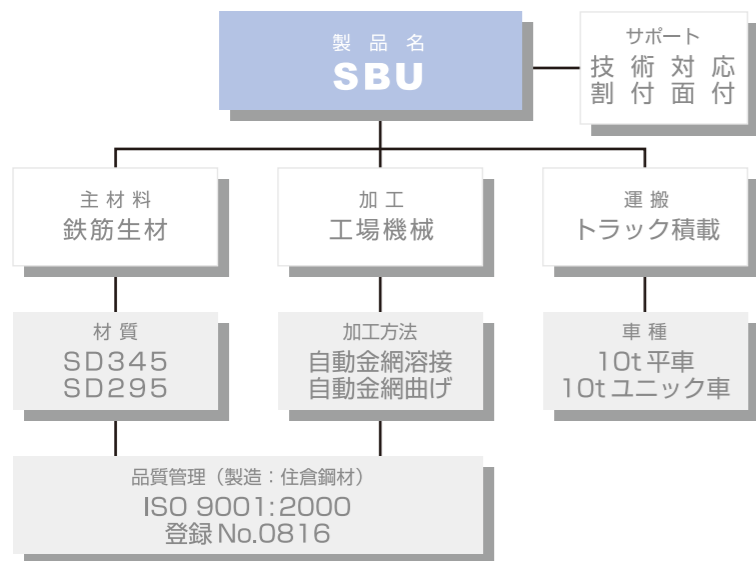 製品名
SBU
サポート
技術対応
割付面付
主材料
鉄筋生材
加工
工場機械
運搬
トラック積載
材質
SD345
SD295
加工方法
自動金網溶接
自動金網曲げ
車種
10t平車
10tユニック車
品質管理（製造：住倉鋼材）
ISO 9001:2000
登録No.0816